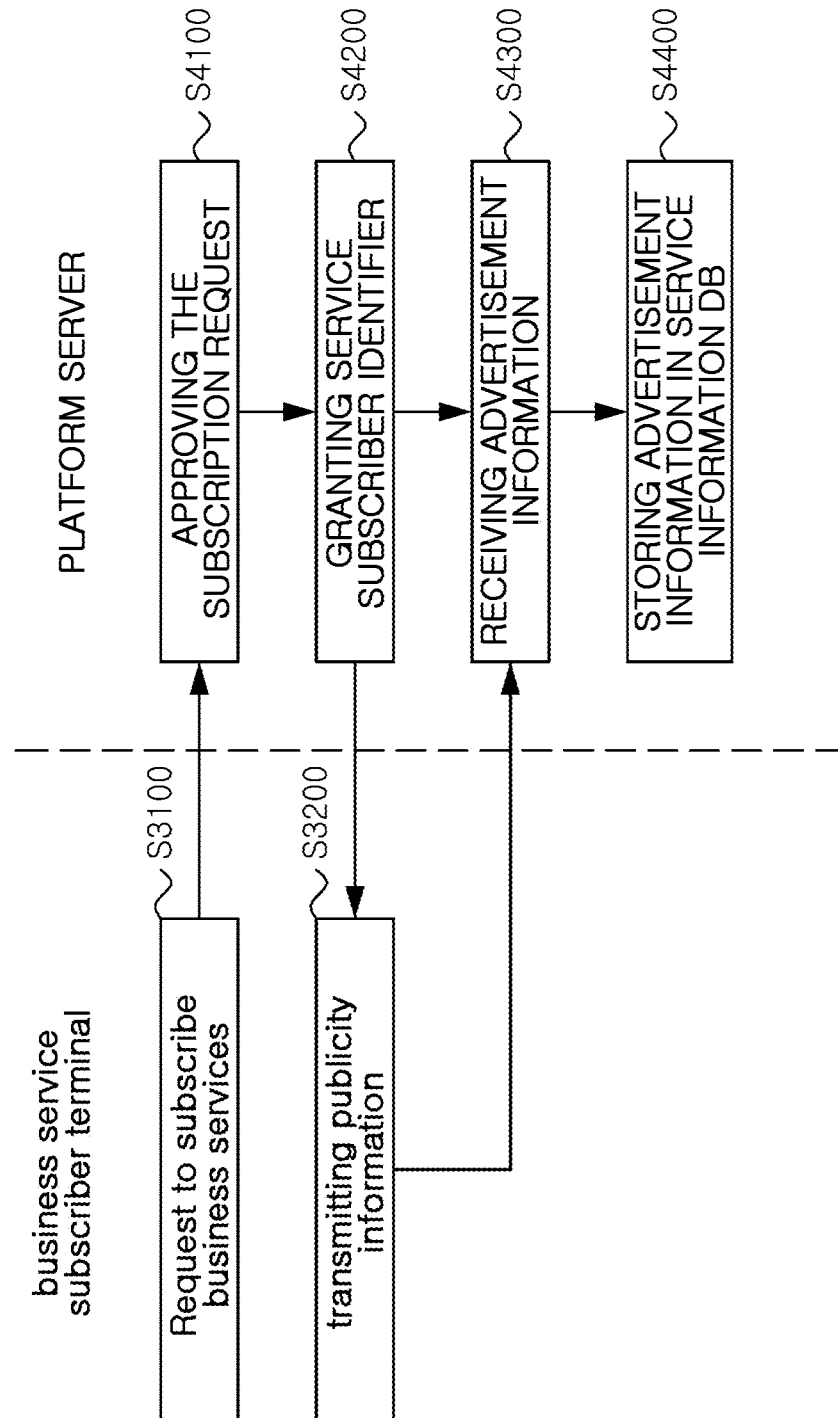 business service
subscriber terminal
PLATFORM SERVER
S3100
Request to subscribe
business services
S4100
APPROVING THE
SUBSCRIPTION REQUEST
S3200
transmitting publicity
information
S4200
GRANTING SERVICE
SUBSCRIBER IDENTIFIER
S4300
RECEIVING ADVERTISEMENT
INFORMATION
S4400
STORING ADVERTISEMENT
INFORMATION IN SERVICE
INFORMATION DB